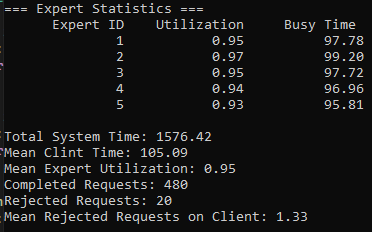 === Expert Statistics ===
Expert ID Utilization Busy Time
1 0.95 97.78
2 0.97 99.20
3 0.95 97.72
4 0.94 96.96
5 0.93 95.81
Total System Time: 1576.42
Mean Clint Time: 105.09
Mean Expert Utilization: 0.95
Completed Requests: 480
Rejected Requests: 20
Mean Rejected Requests on Client: 1.33